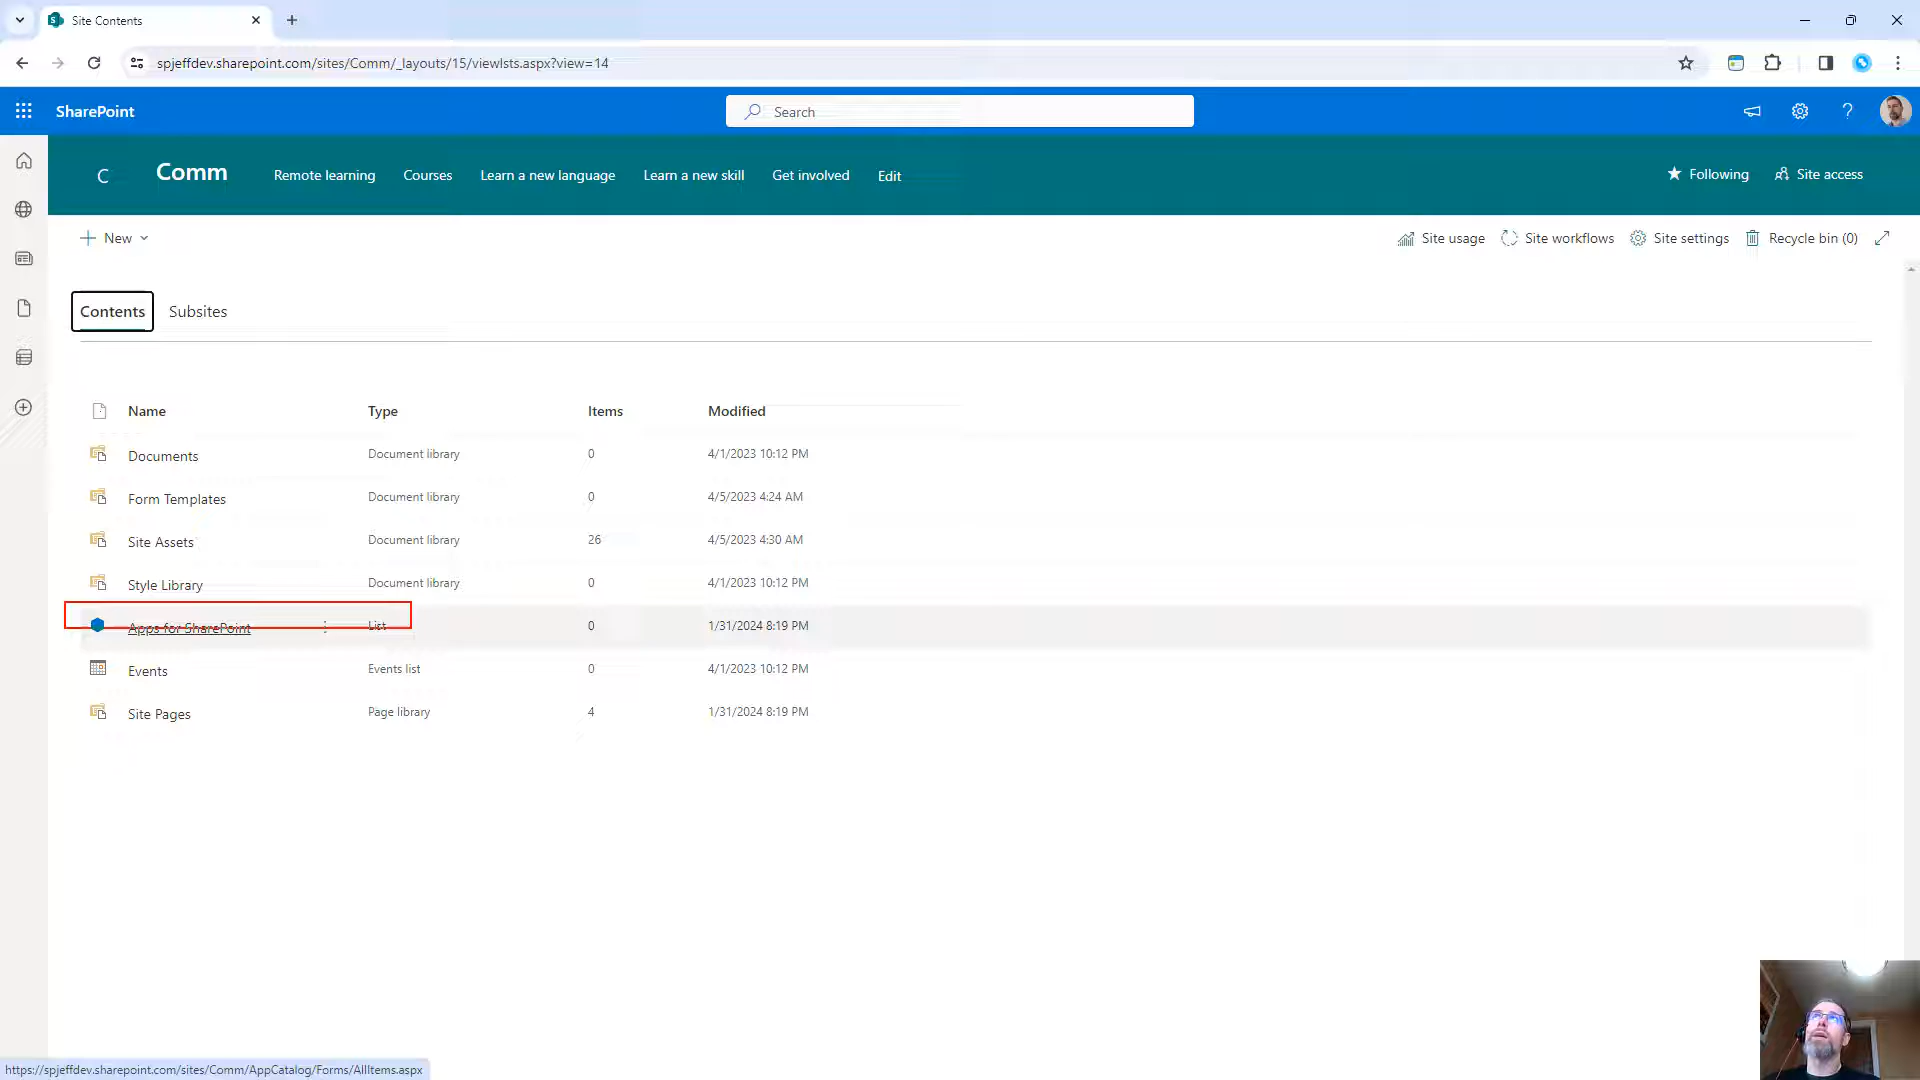 Site Contents
spjeffdev.sharepoint.com/sites/Comm/_layouts/15/viewlsts.aspx?view=14
SharePoint
Search
C
Comm
Remote learning
Courses
Learn a new language
Learn a new skill
Get involved
Edit
Following
Site access
New
Site usage
Site workflows
Site settings
Recycle bin (0)
Contents
Subsites
Name Type Items Modified
Documents Document library 0 4/1/2023 10:12 PM
Form Templates Document library 0 4/5/2023 4:24 AM
Site Assets Document library 26 4/5/2023 4:30 AM
Style Library Document library 0 4/1/2023 10:12 PM
Apps for SharePoint List 0 1/31/2024 8:19 PM
Events Events list 0 4/1/2023 10:12 PM
Site Pages Page library 4 1/31/2024 8:19 PM
https://spjeffdev.sharepoint.com/sites/Comm/AppCatalog/Forms/AllItems.aspx